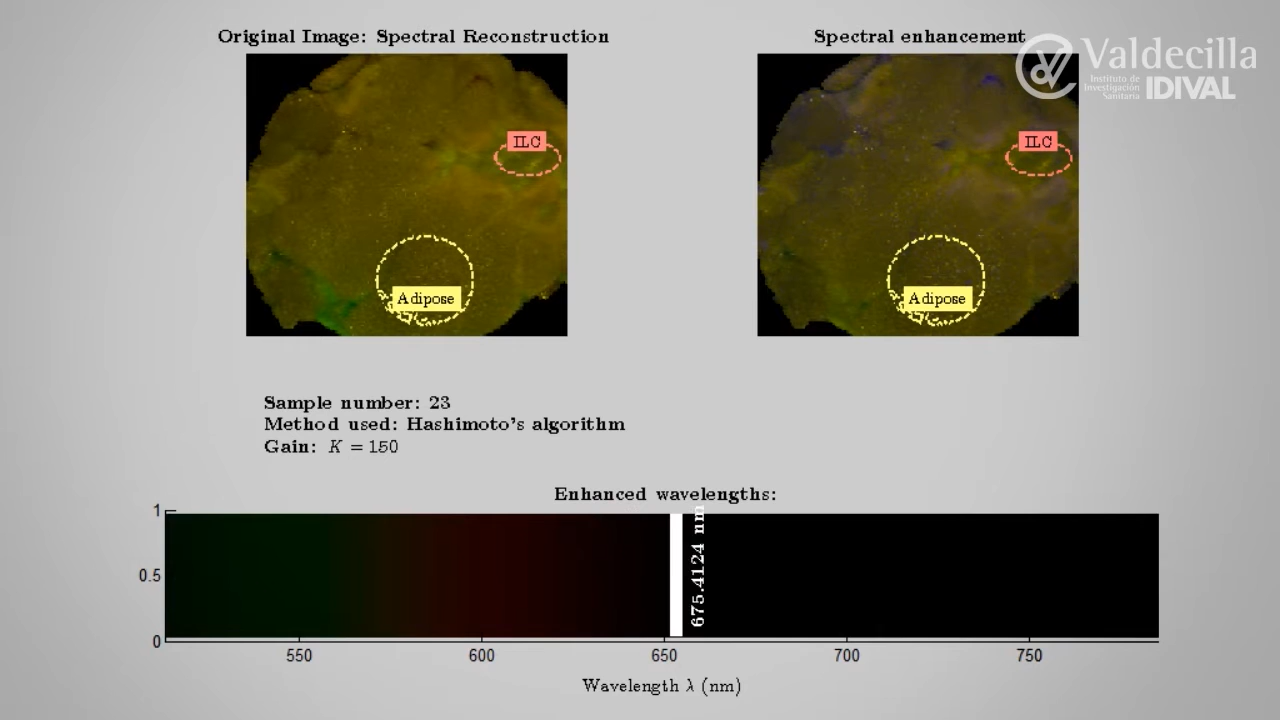 Original Image: Spectral Reconstruction
Spectral enhancement
Valdecilla
Instituto de
Investigación
Sanitaria
IDIVAL
ILC
ILC
Adipose
Adipose
Sample number: 23
Method used: Hashimoto's algorithm
Gain: K = 150
Enhanced wavelengths:
1
0.5
0
675.4124 nm
550 600 650 700 750
Wavelength λ (nm)